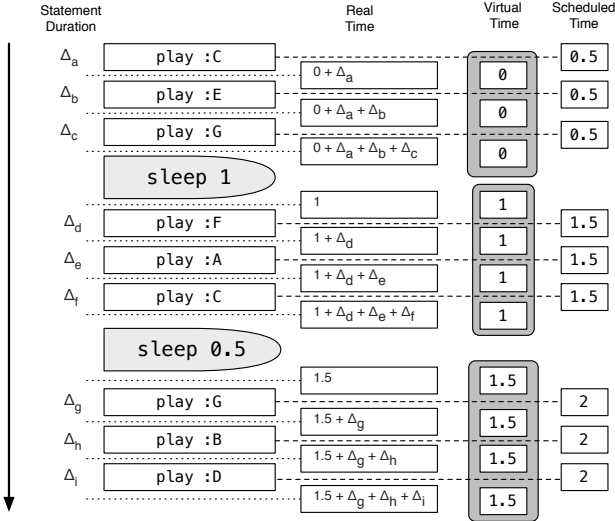 Statement Duration Real Time Virtual Time Scheduled Time
Δa play :C 0.5
0 + Δa 0
Δb play :E 0.5
0 + Δa + Δb 0
Δc play :G 0.5
0 + Δa + Δb + Δc 0
sleep 1
1 1
Δd play :F 1.5
1 + Δd 1
Δe play :A 1.5
1 + Δd + Δe 1
Δf play :C 1.5
1 + Δd + Δe + Δf 1
sleep 0.5
1.5 1.5
Δg play :G 2
1.5 + Δg 1.5
Δh play :B 2
1.5 + Δg + Δh 1.5
Δi play :D 2
1.5 + Δg + Δh + Δi 1.5